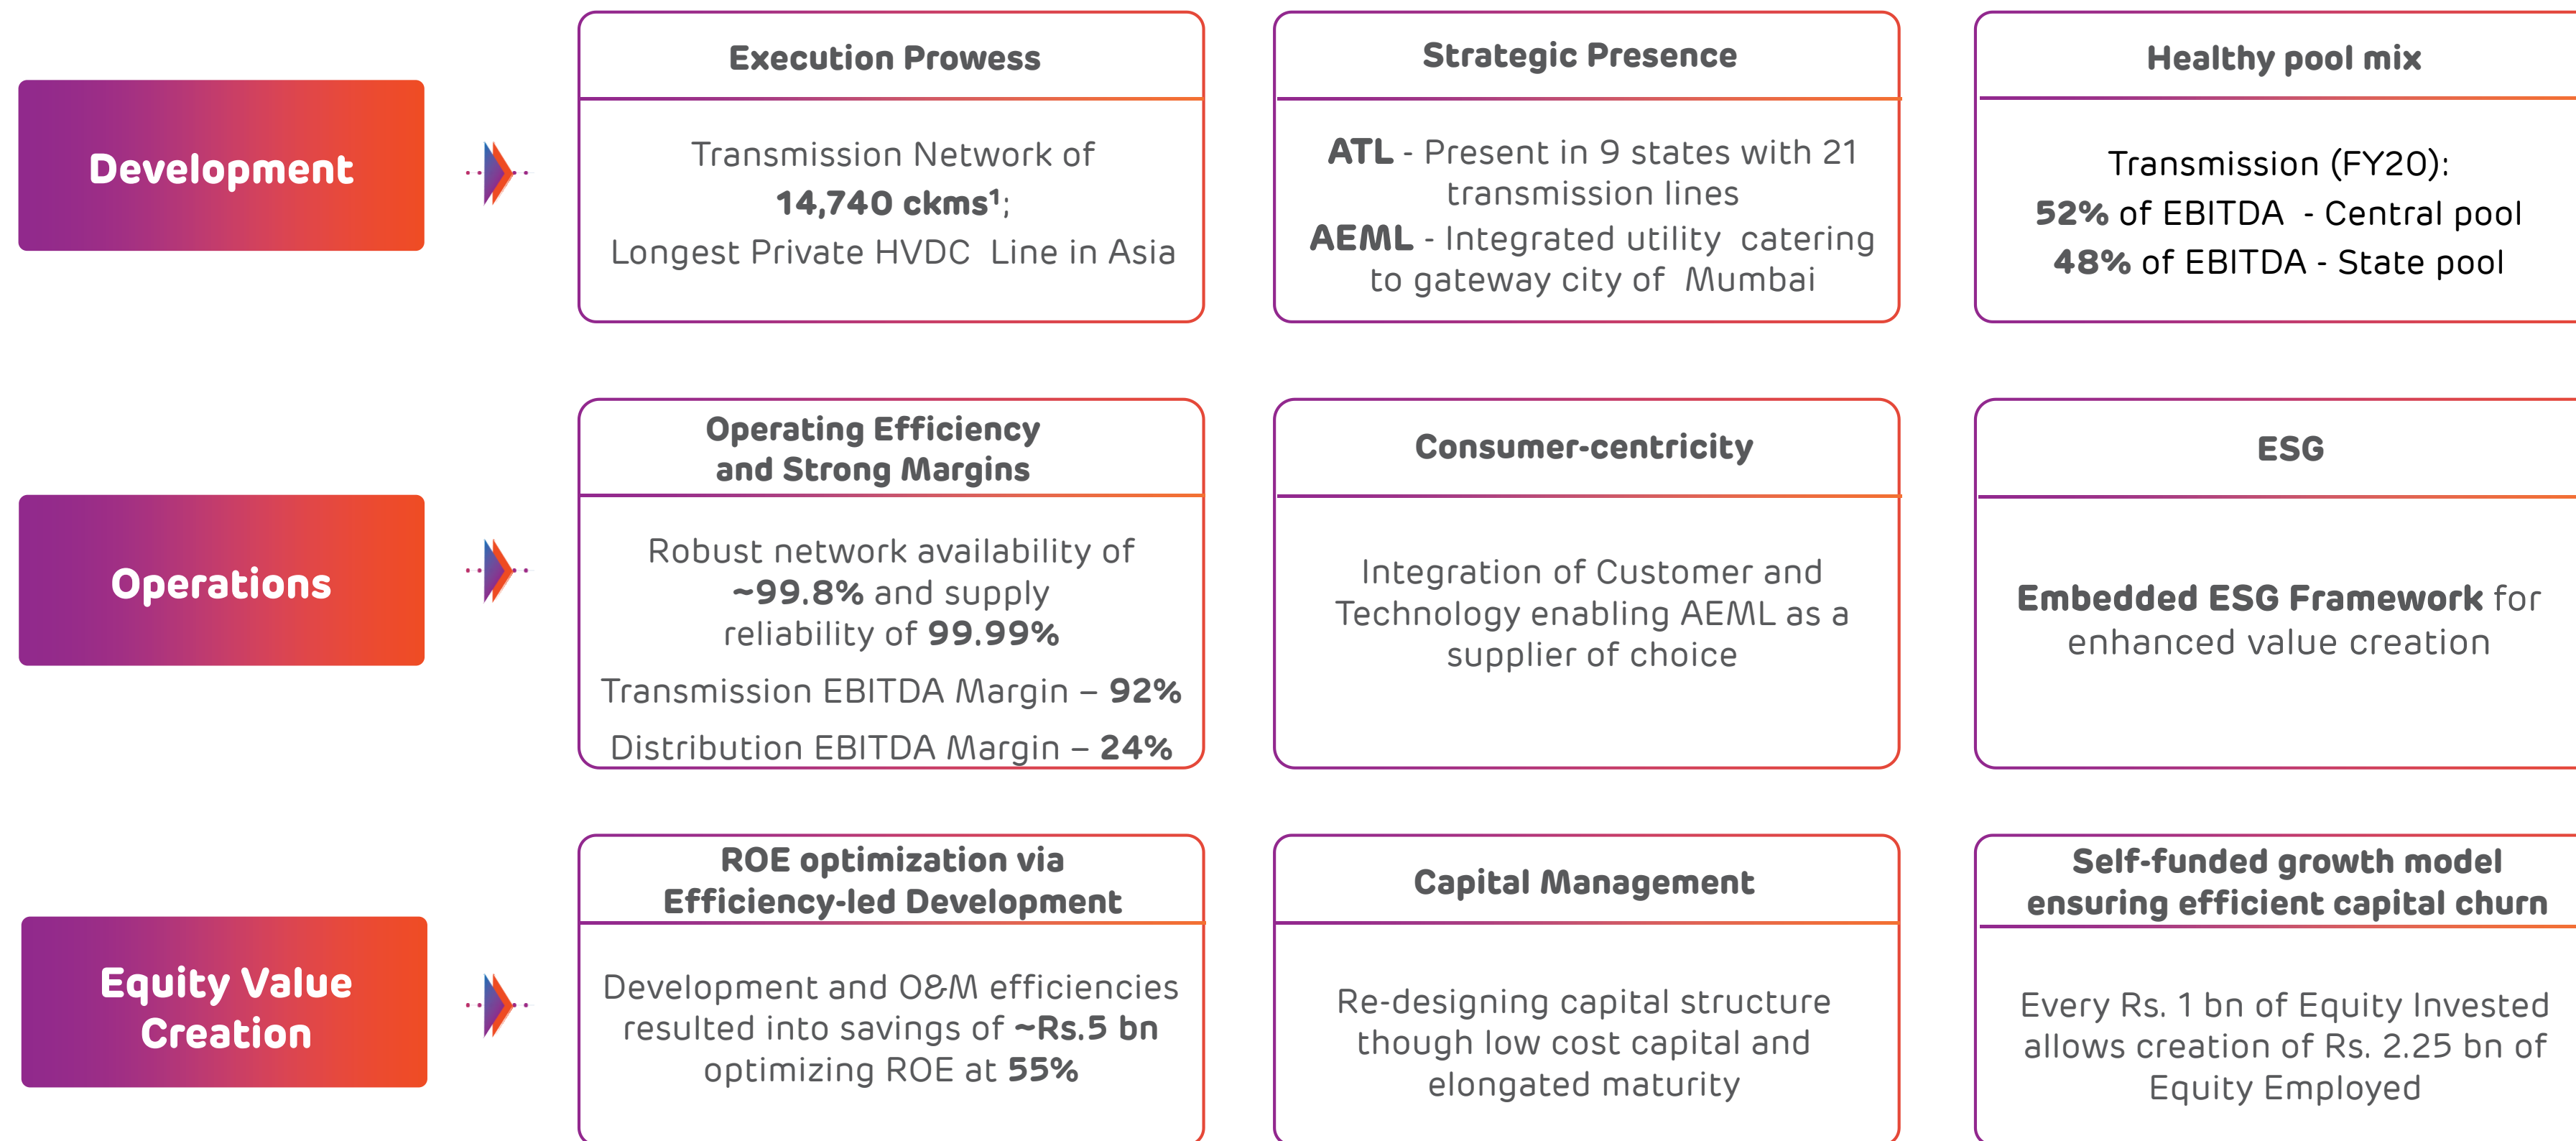 Development
Execution Prowess
Transmission Network of
14,740 ckms¹;
Longest Private HVDC Line in Asia
Strategic Presence
ATL - Present in 9 states with 21
transmission lines
AEML - Integrated utility catering
to gateway city of Mumbai
Healthy pool mix
Transmission (FY20):
52% of EBITDA - Central pool
48% of EBITDA - State pool
Operations
Operating Efficiency
and Strong Margins
Robust network availability of
~99.8% and supply
reliability of 99.99%
Transmission EBITDA Margin – 92%
Distribution EBITDA Margin – 24%
Consumer-centricity
Integration of Customer and
Technology enabling AEML as a
supplier of choice
ESG
Embedded ESG Framework for
enhanced value creation
Equity Value
Creation
ROE optimization via
Efficiency-led Development
Development and O&M efficiencies
resulted into savings of ~Rs.5 bn
optimizing ROE at 55%
Capital Management
Re-designing capital structure
though low cost capital and
elongated maturity
Self-funded growth model
ensuring efficient capital churn
Every Rs. 1 bn of Equity Invested
allows creation of Rs. 2.25 bn of
Equity Employed